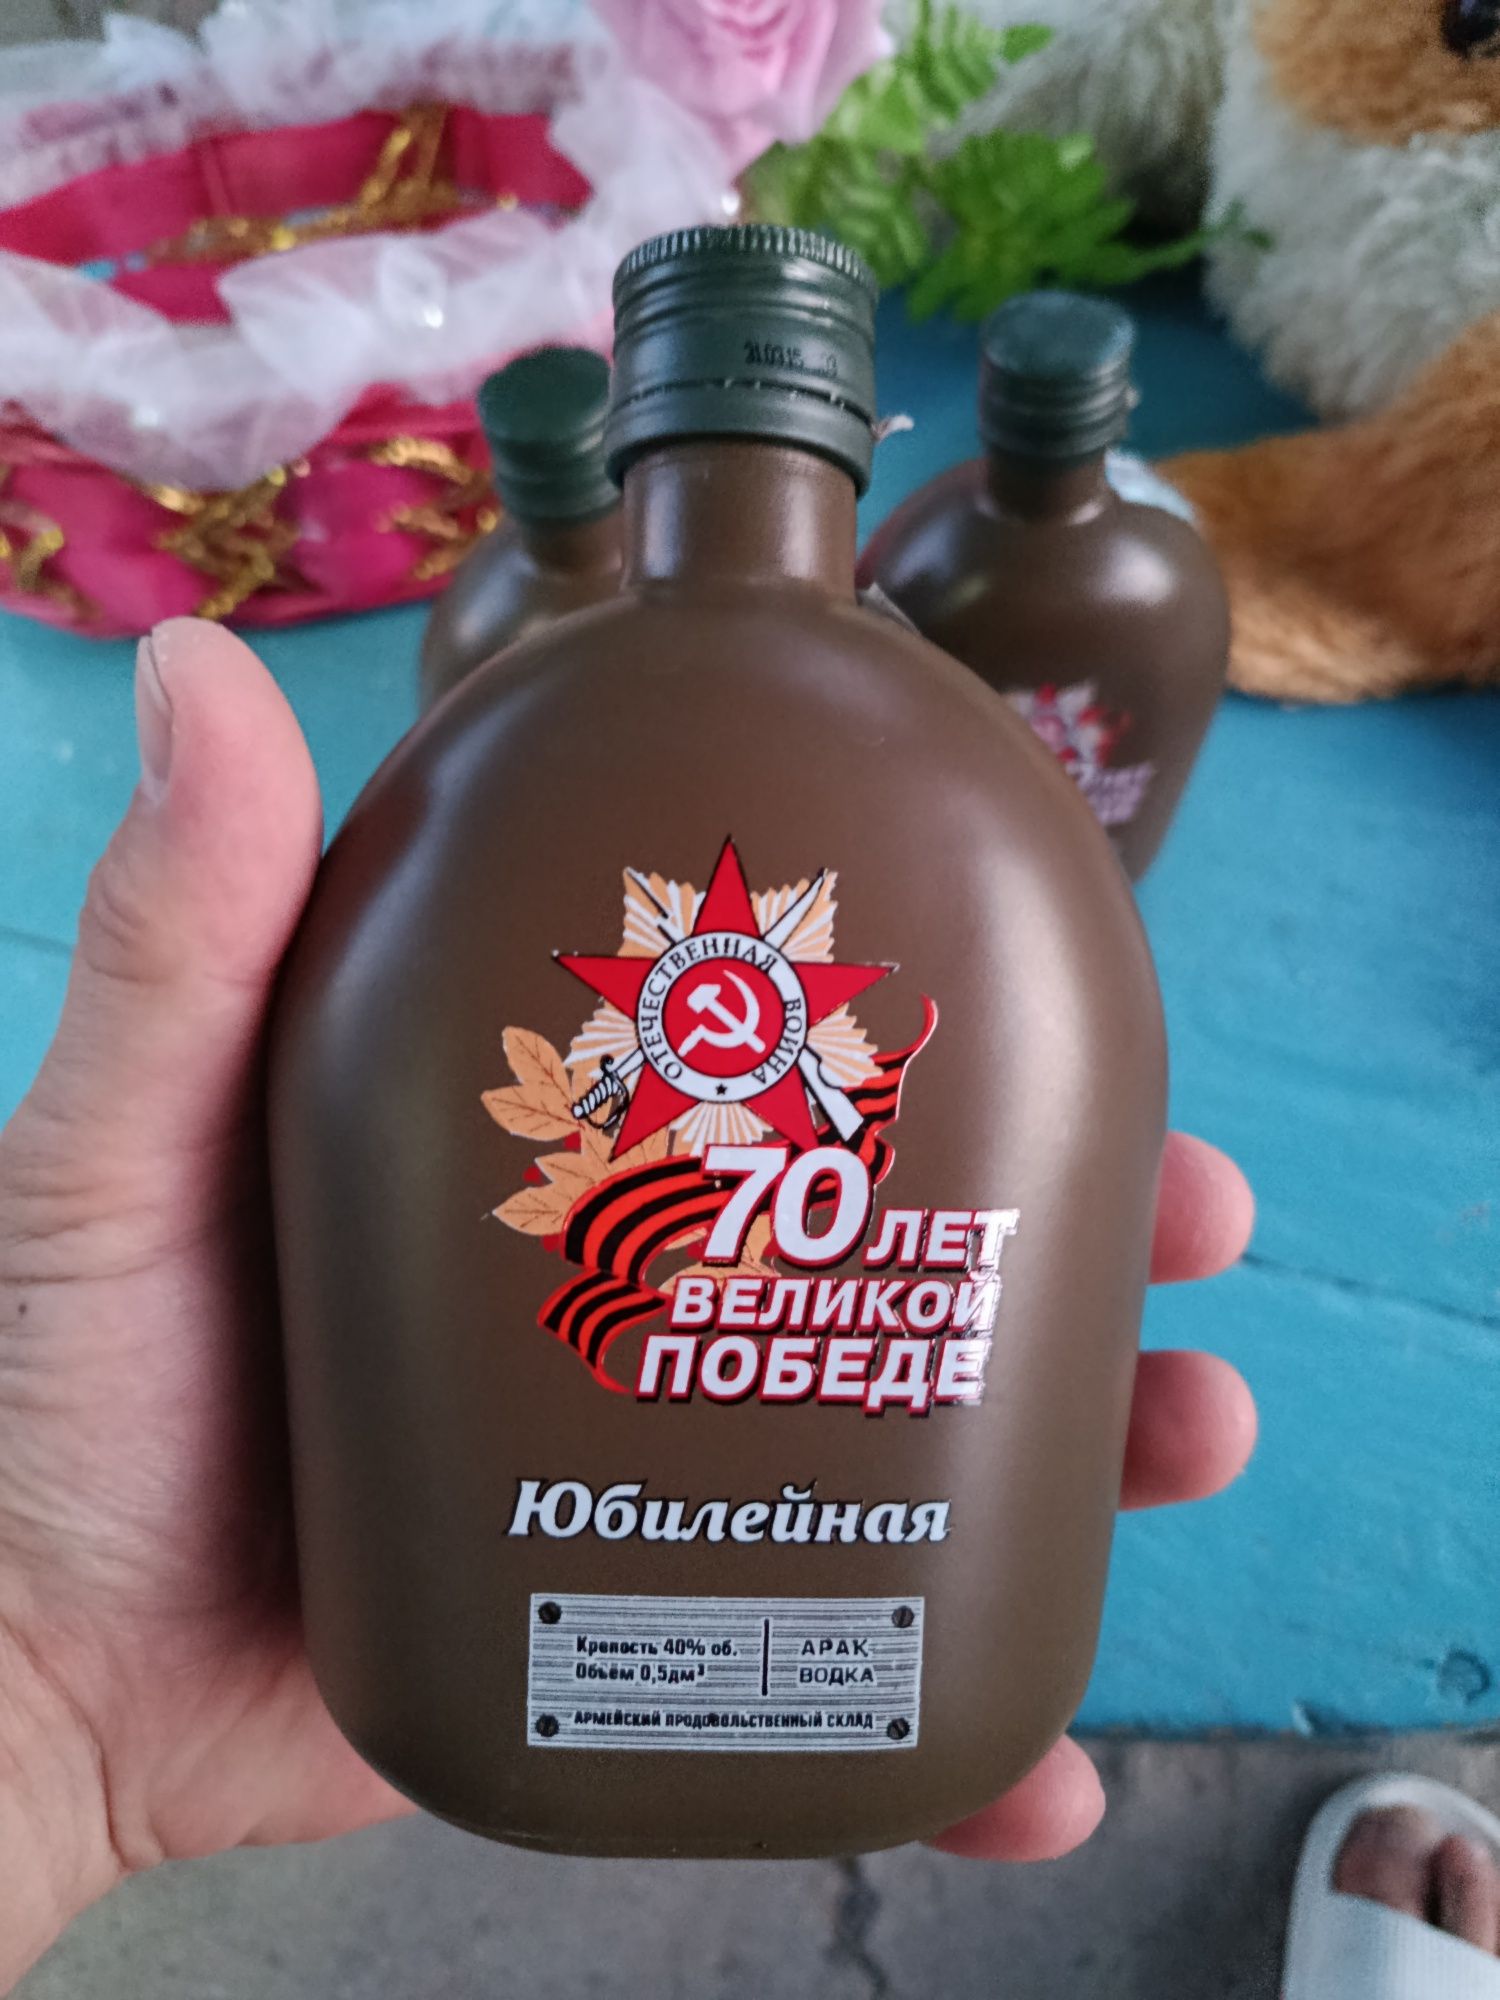 ОТЕЧЕСТВЕННАЯ ВОЙНА
70 ЛЕТ
ВЕЛИКОЙ
ПОБЕДЕ
Юбилейная
Крепость 40% об.
Объём 0,5дм³
АРАҚ
ВОДКА
АРМЕЙСКИЙ ПРОДОВОЛЬСТВЕННЫЙ СКЛАД